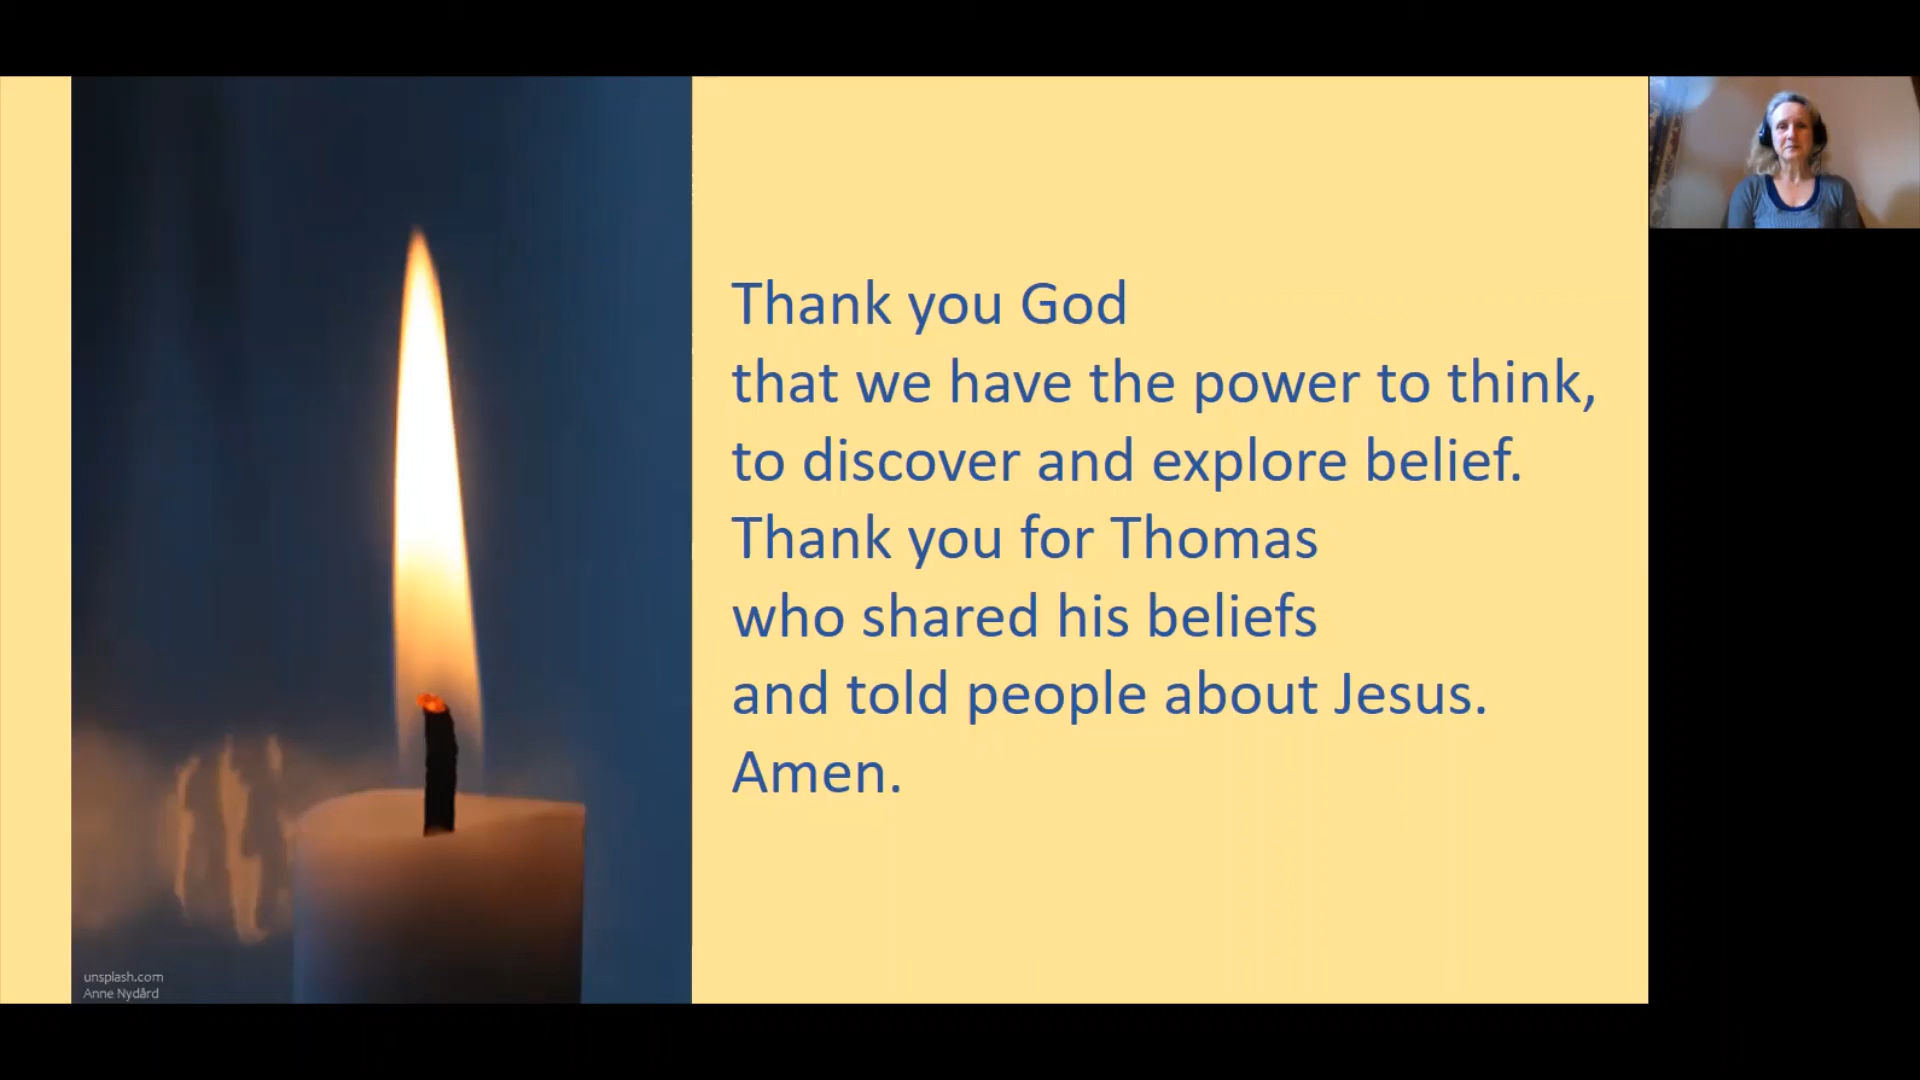 Thank you God
that we have the power to think,
to discover and explore belief.
Thank you for Thomas
who shared his beliefs
and told people about Jesus.
Amen.
unsplash.com
Anne Nydård